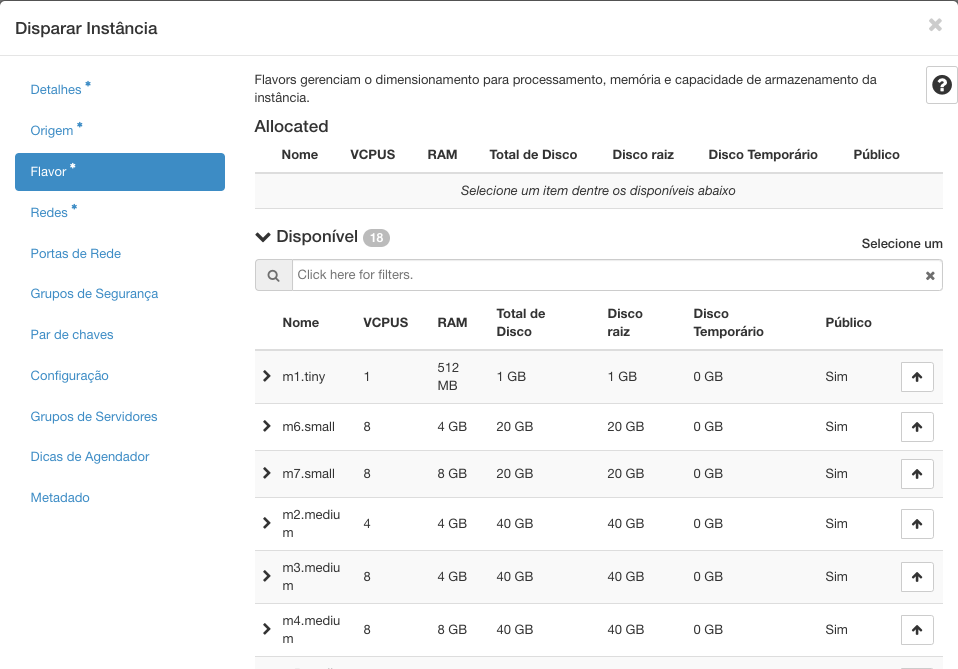 Disparar Instância
×
Detalhes *
Origem *
Flavor *
Redes *
Portas de Rede
Grupos de Segurança
Par de chaves
Configuração
Grupos de Servidores
Dicas de Agendador
Metadado
Flavors gerenciam o dimensionamento para processamento, memória e capacidade de armazenamento da
instância.
?
Allocated
Nome VCPUS RAM Total de Disco Disco raiz Disco Temporário Público
Selecione um item dentre os disponíveis abaixo
Disponível 18
Selecione um
Click here for filters.
Nome VCPUS RAM Total de Disco Disco raiz Disco Temporário Público
m1.tiny 1 512 MB 1 GB 1 GB 0 GB Sim
m6.small 8 4 GB 20 GB 20 GB 0 GB Sim
m7.small 8 8 GB 20 GB 20 GB 0 GB Sim
m2.medium 4 4 GB 40 GB 40 GB 0 GB Sim
m3.medium 8 4 GB 40 GB 40 GB 0 GB Sim
m4.medium 8 8 GB 40 GB 40 GB 0 GB Sim